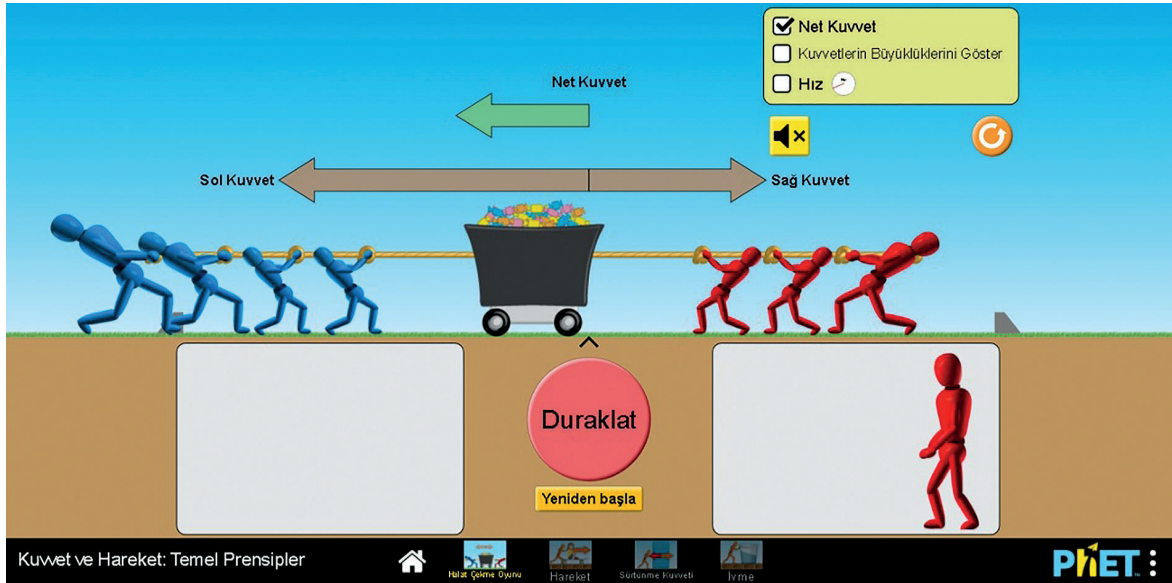 Net Kuvvet
Kuvvetlerin Büyüklüklerini Göster
Hız
Net Kuvvet
Sol Kuvvet
Sağ Kuvvet
Duraklat
Yeniden başla
Kuvvet ve Hareket: Temel Prensipler
Halat Çekme Oyunu
Hareket
Sürtünme Kuvveti
İvme
PhET